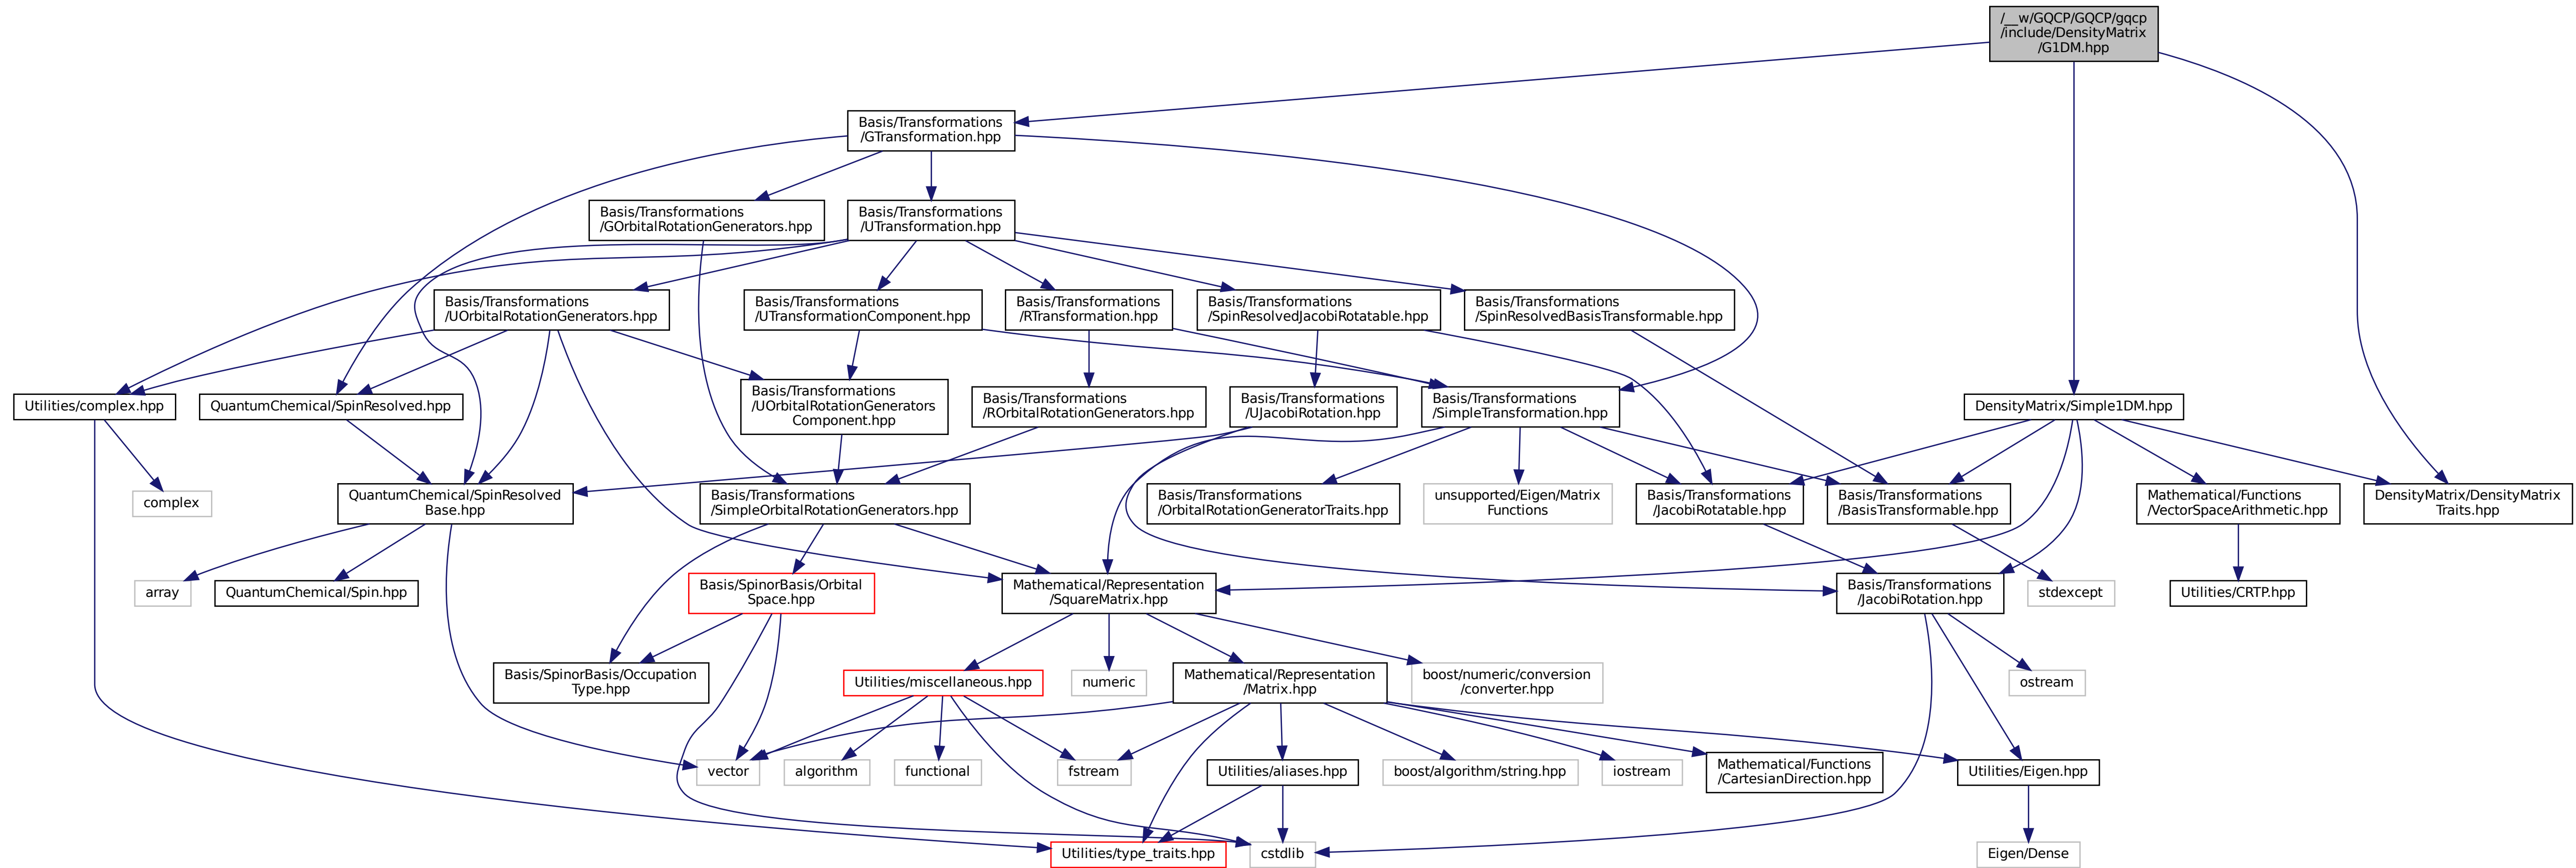 /__w/GQCP/GQCP/gqcp
/include/DensityMatrix
/G1DM.hpp
Basis/Transformations
/GTransformation.hpp
Basis/Transformations
/GOrbitalRotationGenerators.hpp
Basis/Transformations
/UTransformation.hpp
Basis/Transformations
/UOrbitalRotationGenerators.hpp
Basis/Transformations
/UTransformationComponent.hpp
Basis/Transformations
/RTransformation.hpp
Basis/Transformations
/SpinResolvedJacobiRotatable.hpp
Basis/Transformations
/SpinResolvedBasisTransformable.hpp
Utilities/complex.hpp
QuantumChemical/SpinResolved.hpp
Basis/Transformations
/UOrbitalRotationGenerators
Component.hpp
Basis/Transformations
/ROrbitalRotationGenerators.hpp
Basis/Transformations
/UJacobiRotation.hpp
Basis/Transformations
/SimpleTransformation.hpp
DensityMatrix/Simple1DM.hpp
complex
QuantumChemical/SpinResolved
Base.hpp
Basis/Transformations
/SimpleOrbitalRotationGenerators.hpp
Basis/Transformations
/OrbitalRotationGeneratorTraits.hpp
unsupported/Eigen/Matrix
Functions
Basis/Transformations
/JacobiRotatable.hpp
Basis/Transformations
/BasisTransformable.hpp
Mathematical/Functions
/VectorSpaceArithmetic.hpp
DensityMatrix/DensityMatrix
Traits.hpp
array
QuantumChemical/Spin.hpp
Basis/SpinorBasis/Orbital
Space.hpp
Mathematical/Representation
/SquareMatrix.hpp
Basis/Transformations
/JacobiRotation.hpp
stdexcept
Utilities/CRTP.hpp
Basis/SpinorBasis/Occupation
Type.hpp
Utilities/miscellaneous.hpp
numeric
Mathematical/Representation
/Matrix.hpp
boost/numeric/conversion
/converter.hpp
ostream
vector
algorithm
functional
fstream
Utilities/aliases.hpp
boost/algorithm/string.hpp
iostream
Mathematical/Functions
/CartesianDirection.hpp
Utilities/Eigen.hpp
Utilities/type_traits.hpp
cstdlib
Eigen/Dense